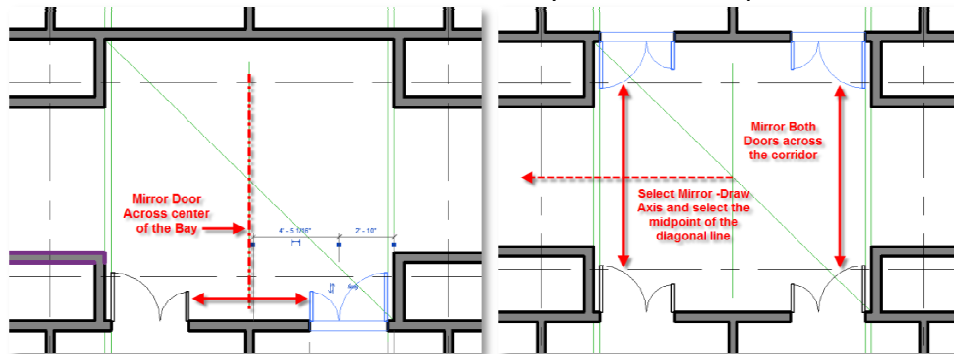 Mirror Door
Across center
of the Bay
4' - 5 1/16"
2' - 10"
Mirror Both
Doors across
the corridor
Select Mirror -Draw
Axis and select the
midpoint of the
diagonal line